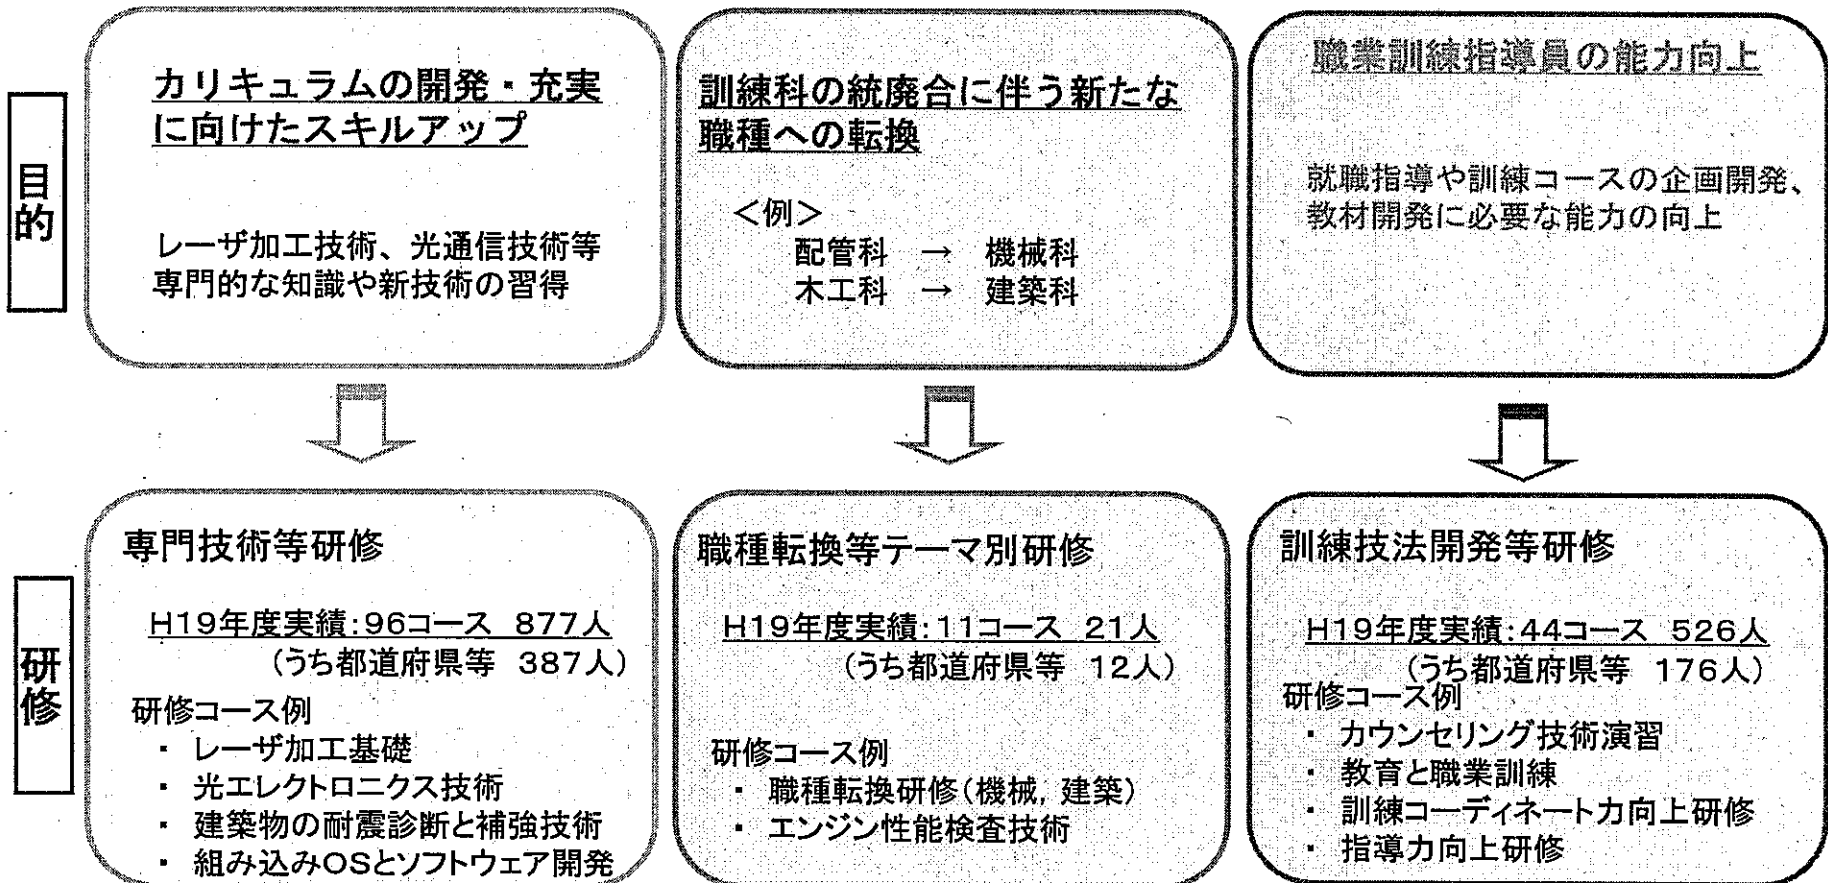 目的
カリキュラムの開発・充実
に向けたスキルアップ
レーザ加工技術、光通信技術等
専門的な知識や新技術の習得
訓練科の統廃合に伴う新たな
職種への転換
＜例＞
配管科 → 機械科
木工科 → 建築科
職業訓練指導員の能力向上
就職指導や訓練コースの企画開発、
教材開発に必要な能力の向上
研修
専門技術等研修
H19年度実績:96コース 877人
(うち都道府県等 387人)
研修コース例
・ レーザ加工基礎
・ 光エレクトロニクス技術
・ 建築物の耐震診断と補強技術
・ 組み込みOSとソフトウェア開発
職種転換等テーマ別研修
H19年度実績:11コース 21人
(うち都道府県等 12人)
研修コース例
・ 職種転換研修(機械, 建築)
・ エンジン性能検査技術
訓練技法開発等研修
H19年度実績:44コース 526人
(うち都道府県等 176人)
研修コース例
・ カウンセリング技術演習
・ 教育と職業訓練
・ 訓練コーディネート力向上研修
・ 指導力向上研修